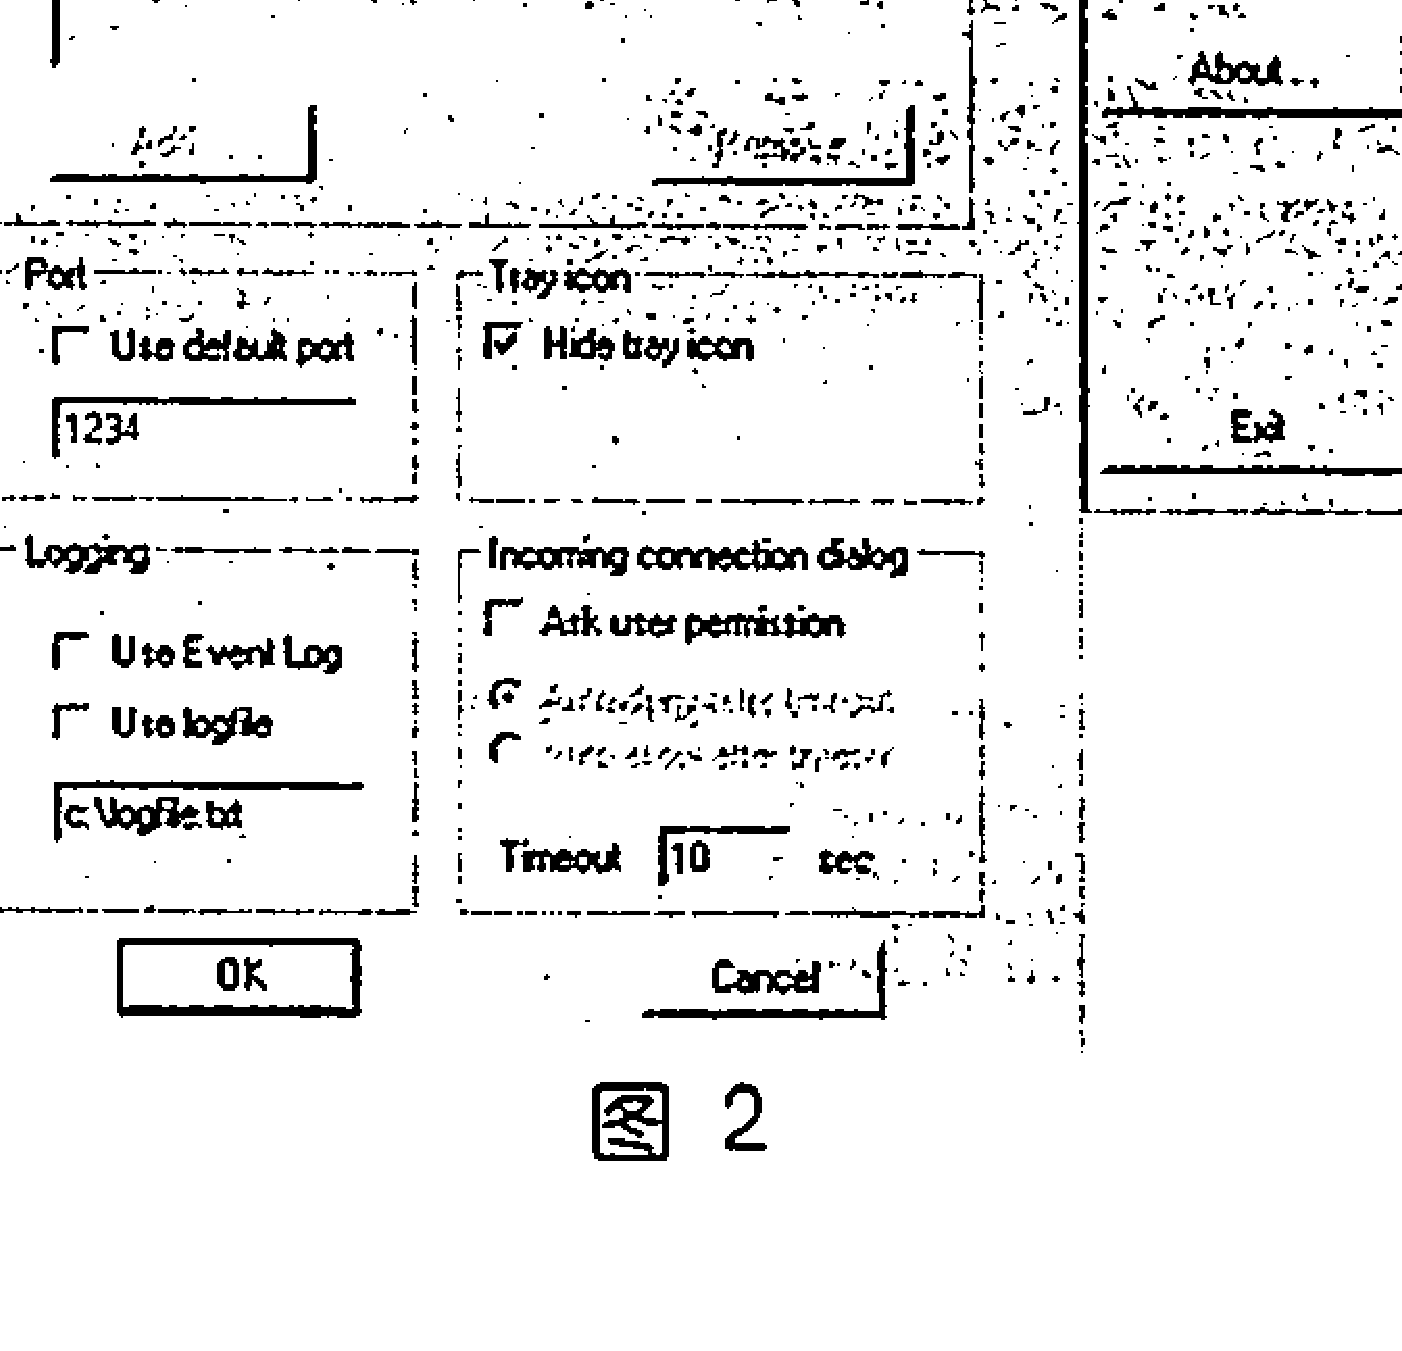 About...
Add
Port
Tray icon
Use default port
Hide tray icon
1234
Exit
Logging
Incoming connection dialog
Ask user permission
Use Event Log
Use logfile
c:\logfile.txt
Timeout 10 sec
OK
Cancel
图 2